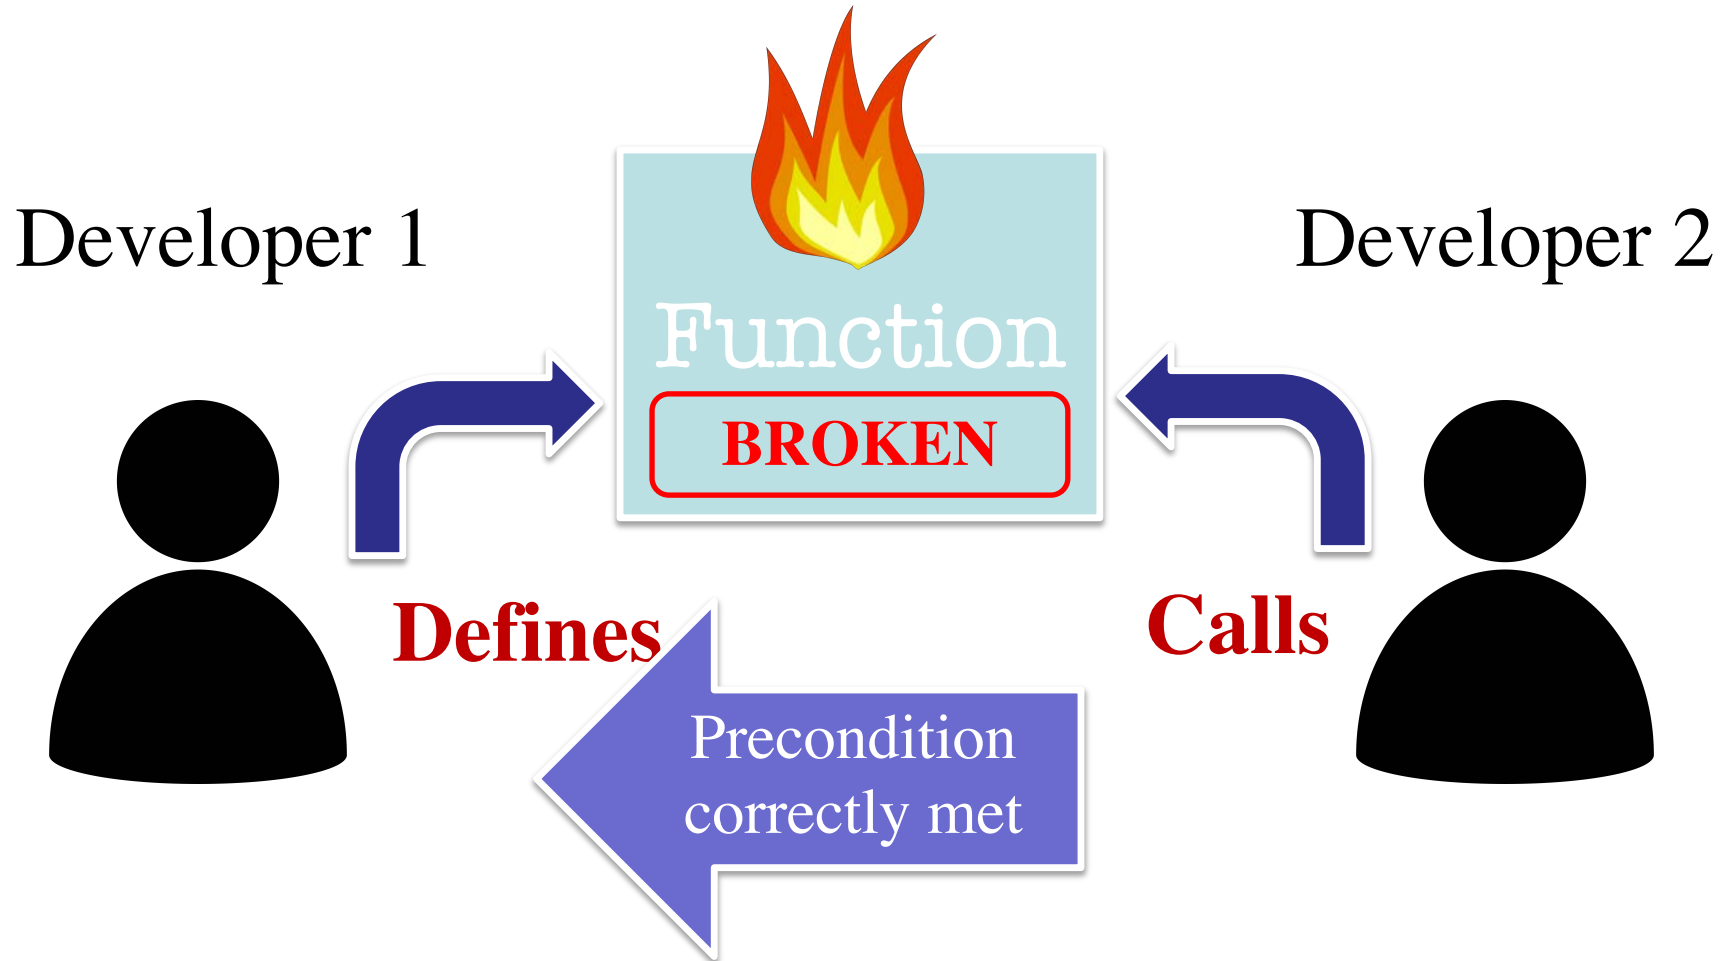 Developer 1
Developer 2
Function
BROKEN
Defines
Calls
Precondition
correctly met